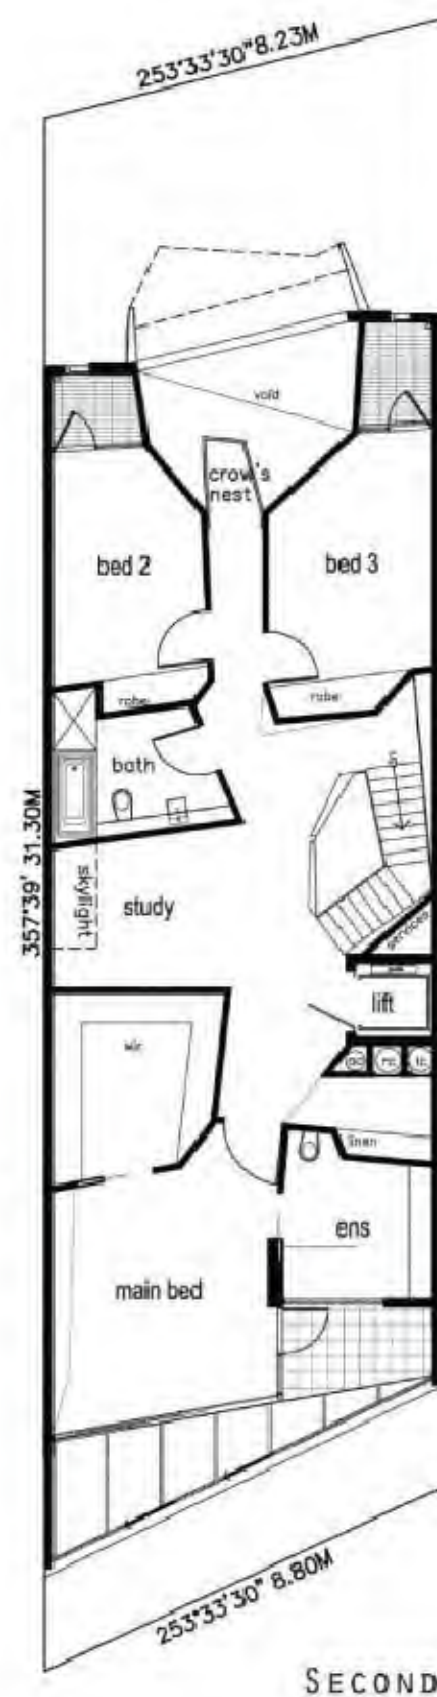 253°33'30" 8.23M
void
crow's
nest
bed 2
bed 3
robe
robe
bath
S
357°39' 31.30M
skylight
study
services
lift
wir
linen
ens
main bed
253°33'30" 8.80M
SECOND